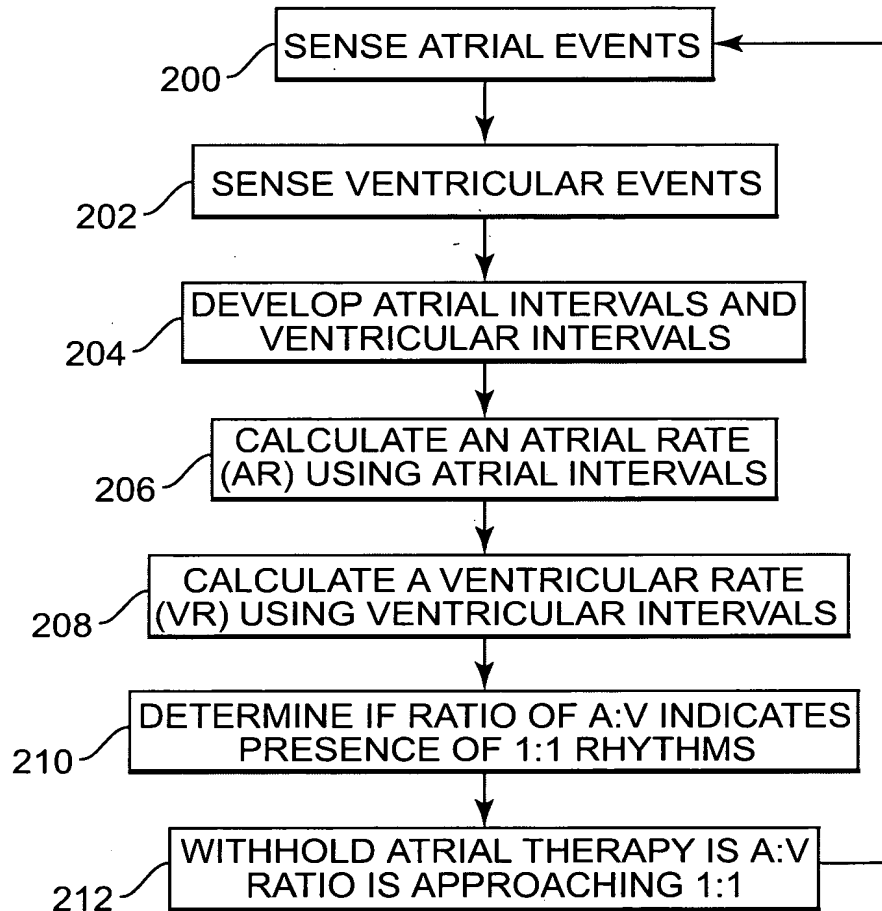 SENSE ATRIAL EVENTS
200
SENSE VENTRICULAR EVENTS
202
DEVELOP ATRIAL INTERVALS AND
VENTRICULAR INTERVALS
204
CALCULATE AN ATRIAL RATE
(AR) USING ATRIAL INTERVALS
206
CALCULATE A VENTRICULAR RATE
(VR) USING VENTRICULAR INTERVALS
208
DETERMINE IF RATIO OF A:V INDICATES
PRESENCE OF 1:1 RHYTHMS
210
WITHHOLD ATRIAL THERAPY IS A:V
RATIO IS APPROACHING 1:1
212